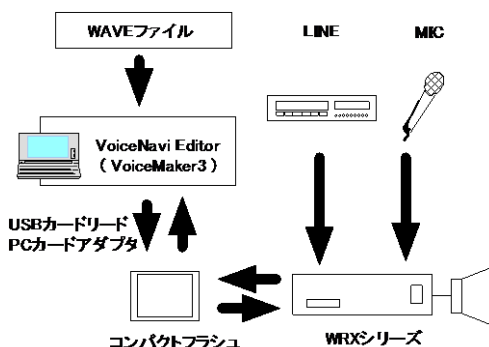 WAVEファイル
LINE
MIC
VoiceNavi Editor
( VoiceMaker3 )
USBカードリード
PCカードアダプタ
コンパクトフラシュ
WRXシリーズ